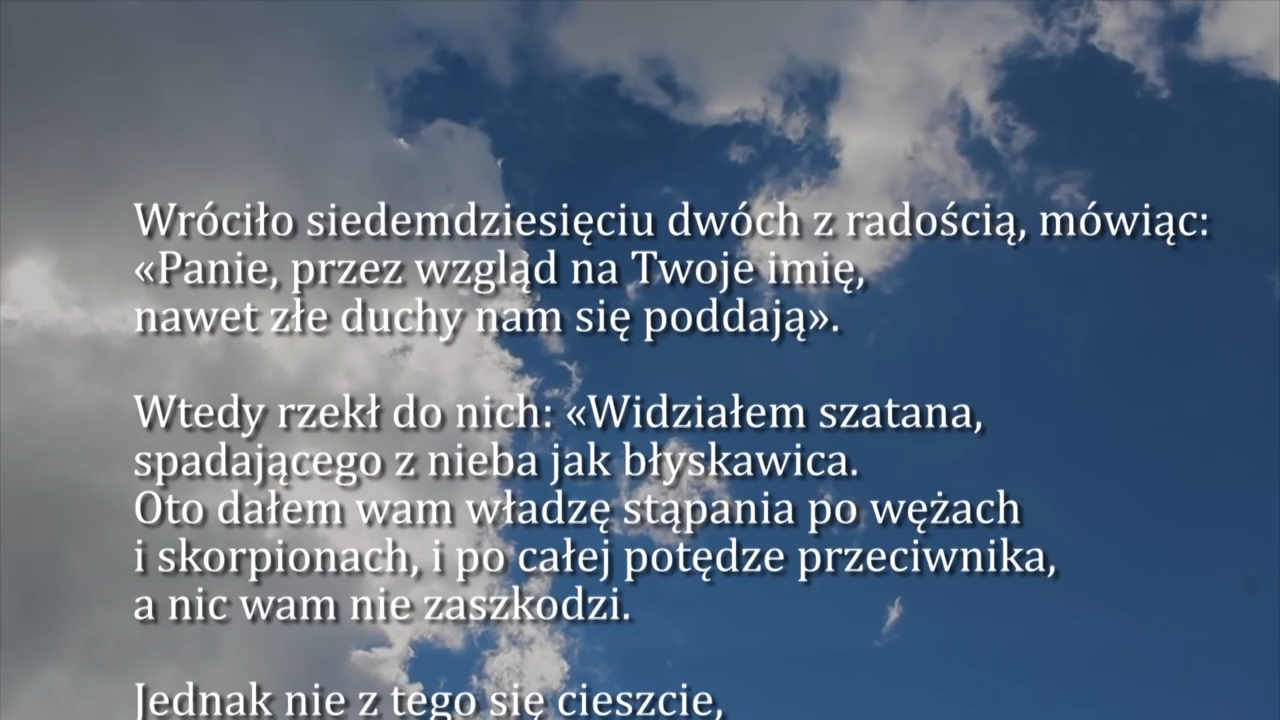 Wróciło siedemdziesięciu dwóch z radością, mówiąc:
«Panie, przez wzgląd na Twoje imię,
nawet złe duchy nam się poddają».
Wtedy rzekł do nich: «Widziałem szatana,
spadającego z nieba jak błyskawica.
Oto dałem wam władzę stąpania po wężach
i skorpionach, i po całej potędze przeciwnika,
a nic wam nie zaszkodzi.
Jednak nie z tego się cieszcie,